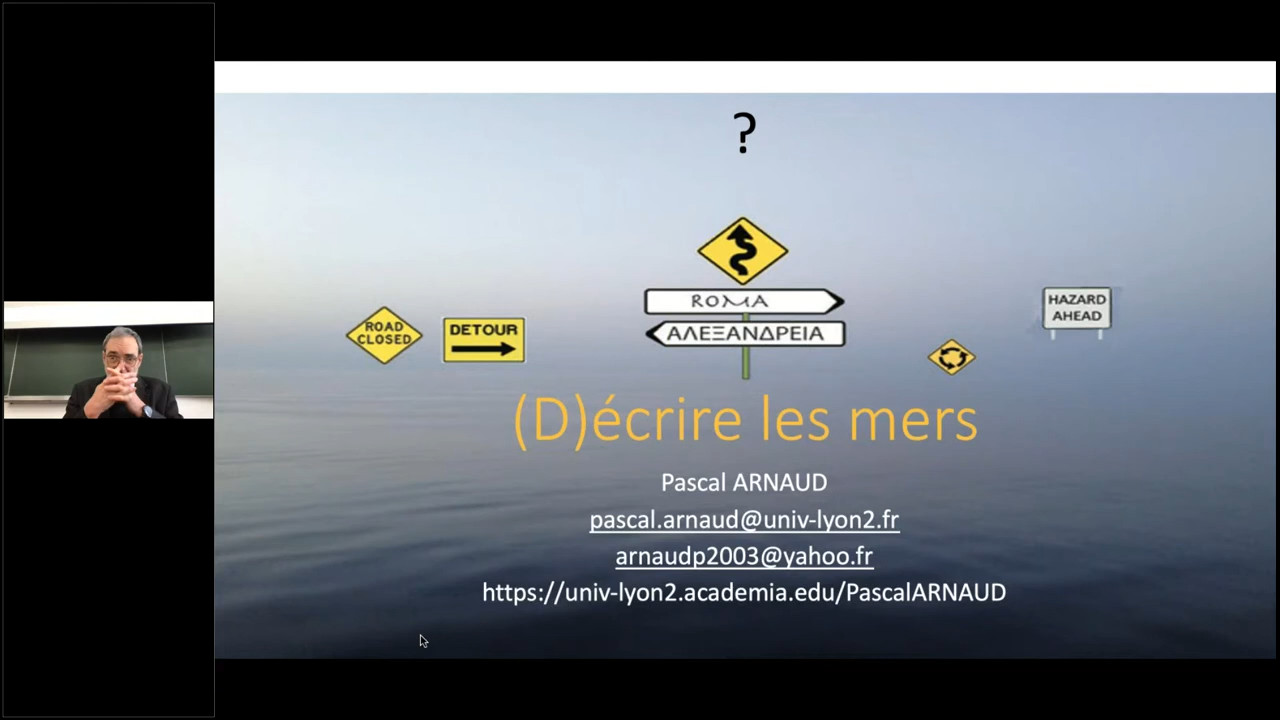 ?
ROAD
CLOSED
DETOUR
ROMA
ΑΛΕΞΑΝΔΡΕΙΑ
HAZARD
AHEAD
(D)écrire les mers
Pascal ARNAUD
pascal.arnaud@univ-lyon2.fr
arnaudp2003@yahoo.fr
https://univ-lyon2.academia.edu/PascalARNAUD